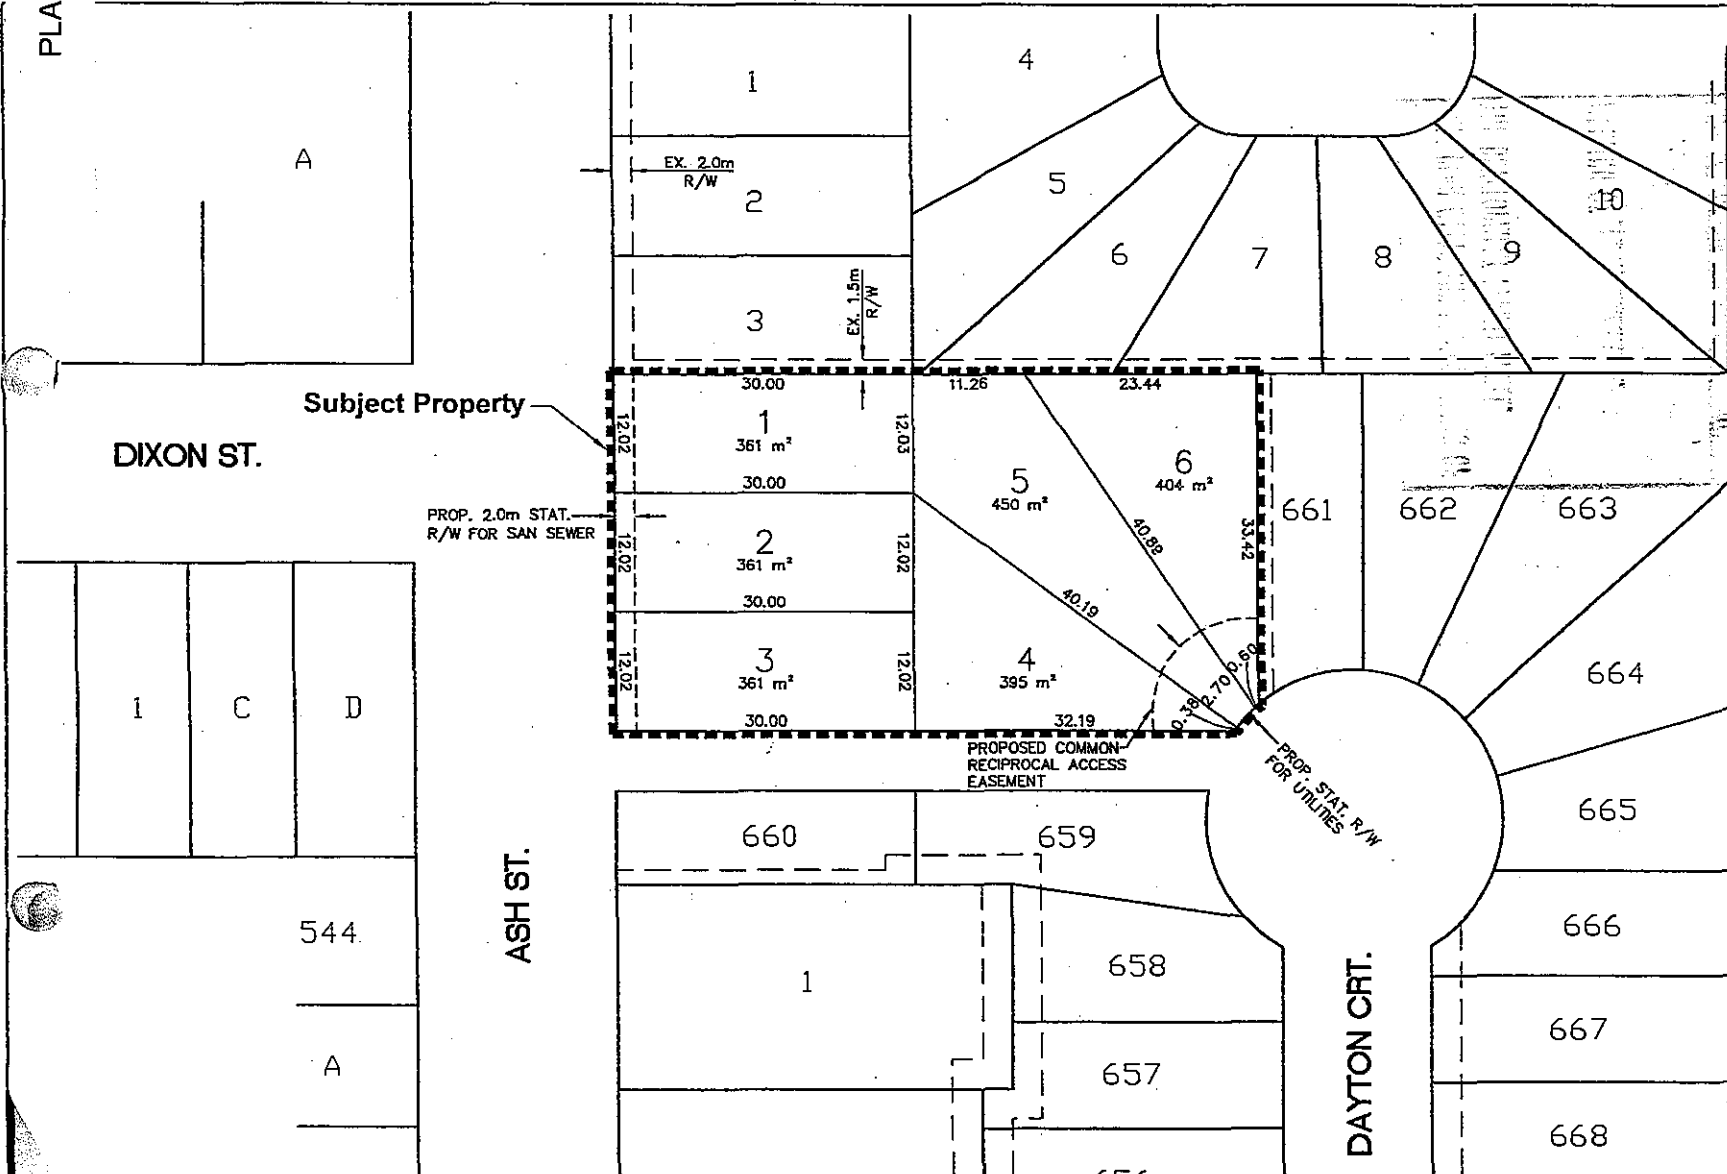 PLA
A
1
EX. 2.0m
R/W
2
3
EX. 1.5m
R/W
4
5
6
7
8
9
10
Subject Property
DIXON ST.
PROP. 2.0m STAT.
R/W FOR SAN SEWER
30.00
11.26
23.44
12.02
1
361 m²
12.03
30.00
12.02
2
361 m²
12.02
30.00
12.02
3
361 m²
12.02
30.00
5
450 m²
6
404 m²
33.42
40.19
4
395 m²
32.19
0.38
2.70
0.60
PROPOSED COMMON
RECIPROCAL ACCESS
EASEMENT
PROP. STAT. R/W
FOR UTILITIES
661
662
663
664
665
666
667
668
1
C
D
544
A
ASH ST.
660
659
1
658
657
DAYTON CRT.